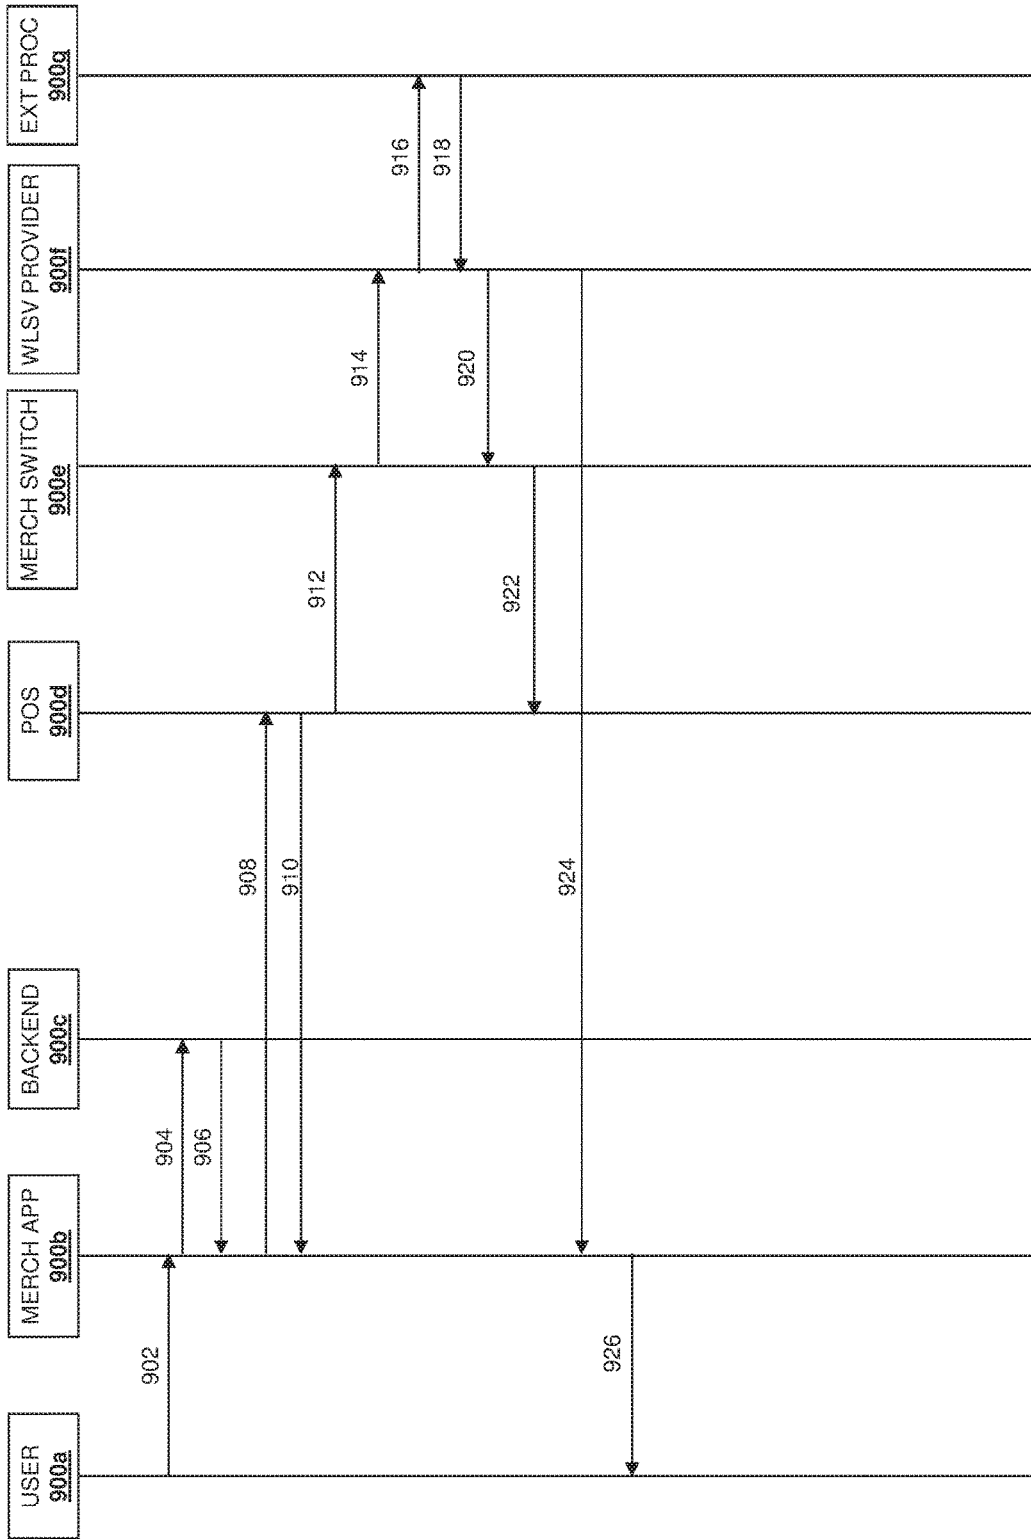 USER
900a
MERCH APP
900b
BACKEND
900c
POS
900d
MERCH SWITCH
900e
WLSV PROVIDER
900f
EXT PROC
900g
902
904
906
908
910
912
914
916
918
920
922
924
926